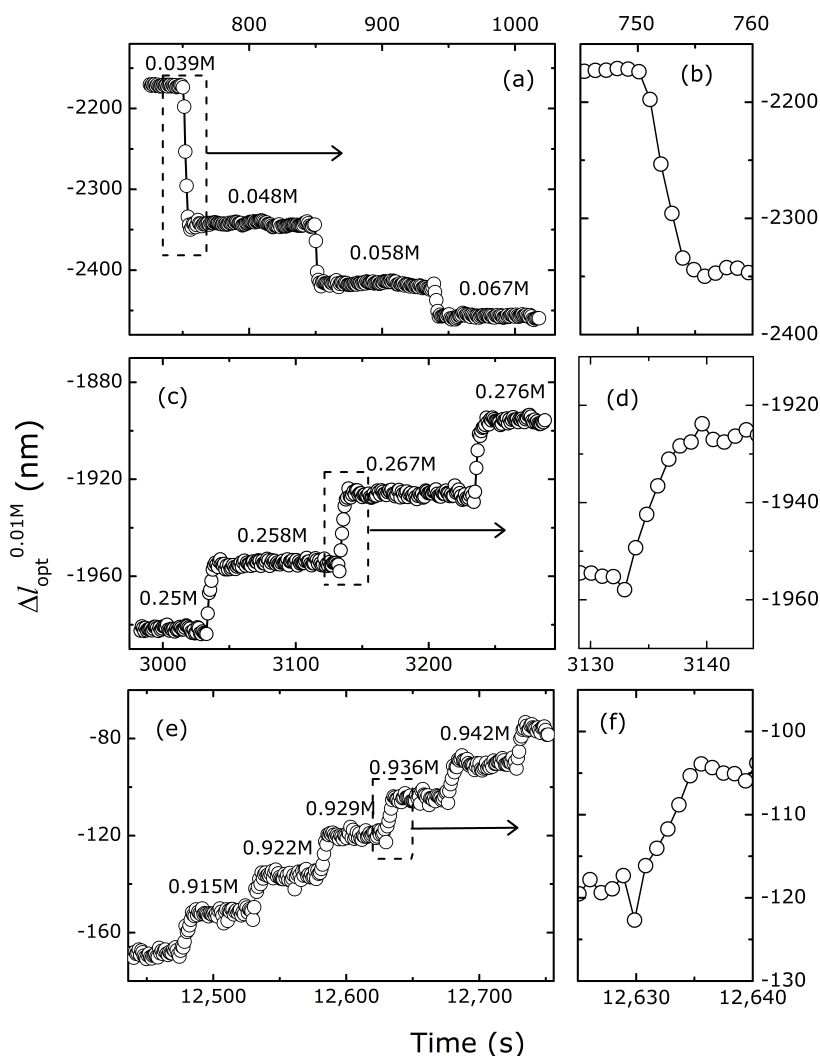 800 900 1000 750 760
0.039M
(a) (b)
-2200 -2200
0.048M
-2300 -2300
0.058M
-2400 0.067M
-2400
-1880
(c) 0.276M (d) -1920
-1920 0.267M
0.258M -1940
-1960
0.25M -1960
3000 3100 3200 3130 3140
(e) (f)
-80 0.942M -100
0.936M
0.929M -110
-120 0.922M
0.915M -120
-160
-130
12,500 12,600 12,700 12,630 12,640
Δl opt 0.01M (nm)
Time (s)